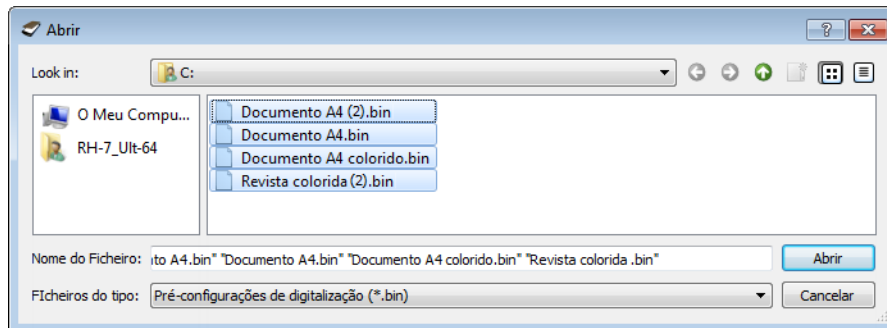 Abrir
Look in: C:
O Meu Compu...
RH-7_Ult-64
Documento A4 (2).bin
Documento A4.bin
Documento A4 colorido.bin
Revista colorida (2).bin
Nome do Ficheiro: to A4.bin" "Documento A4.bin" "Documento A4 colorido.bin" "Revista colorida .bin" Abrir
FIcheiros do tipo: Pré-configurações de digitalização (*.bin) Cancelar